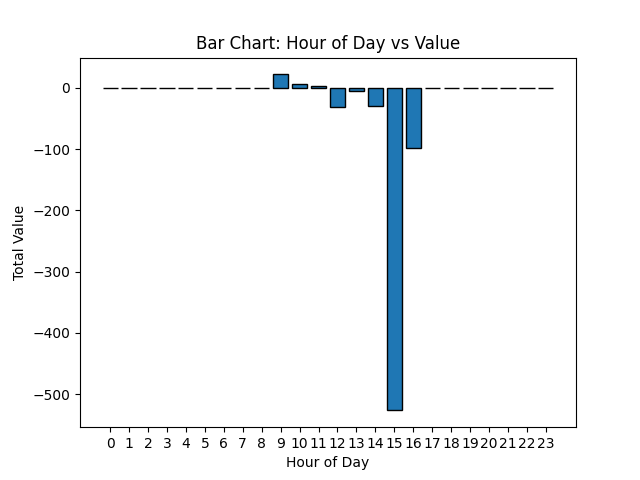 Bar Chart: Hour of Day vs Value
Total Value
0
−100
−200
−300
−400
−500
0 1 2 3 4 5 6 7 8 9 10 11 12 13 14 15 16 17 18 19 20 21 22 23
Hour of Day